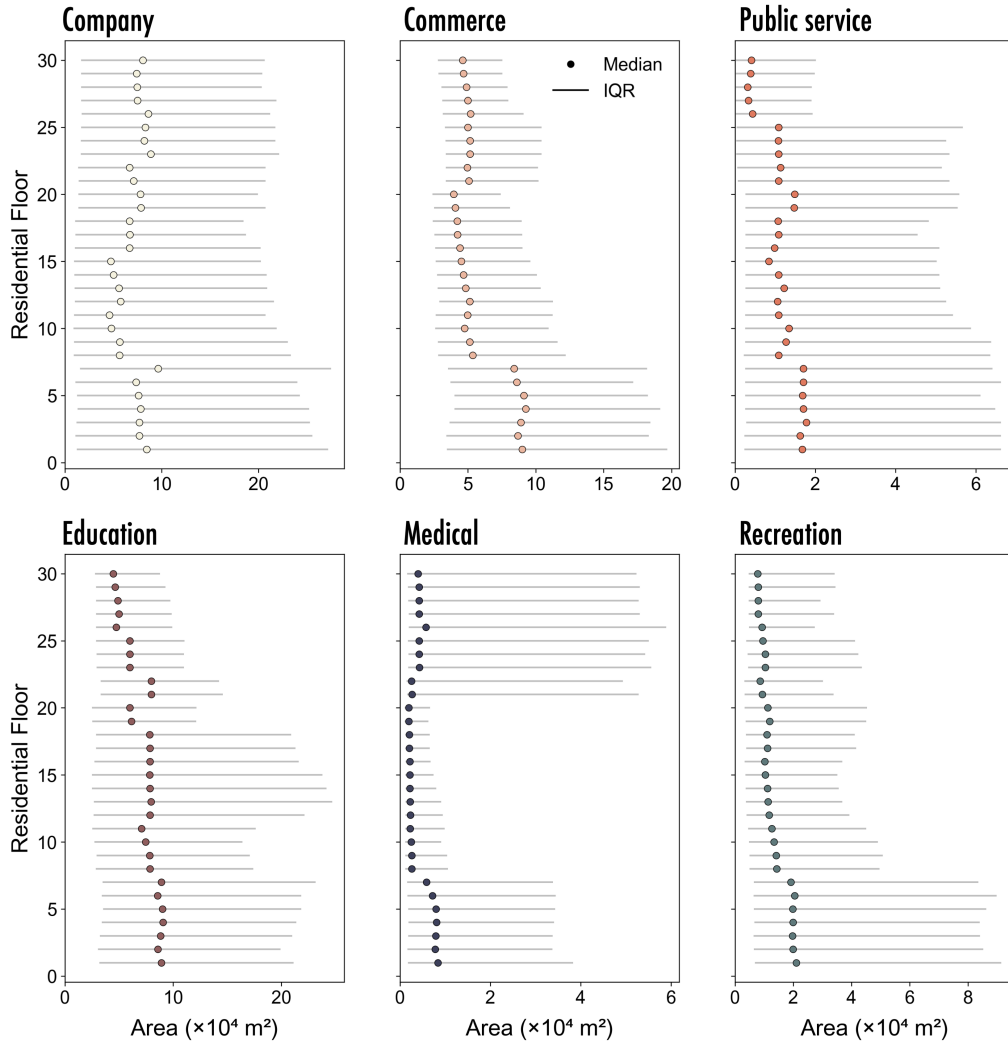 Company
Commerce
Public service
Residential Floor
30
25
20
15
10
5
0
Median
IQR
0 10 20
0 5 10 15 20
0 2 4 6
Education
Medical
Recreation
Residential Floor
30
25
20
15
10
5
0
0 10 20
0 2 4 6
0 2 4 6 8
Area (×10⁴ m²)
Area (×10⁴ m²)
Area (×10⁴ m²)